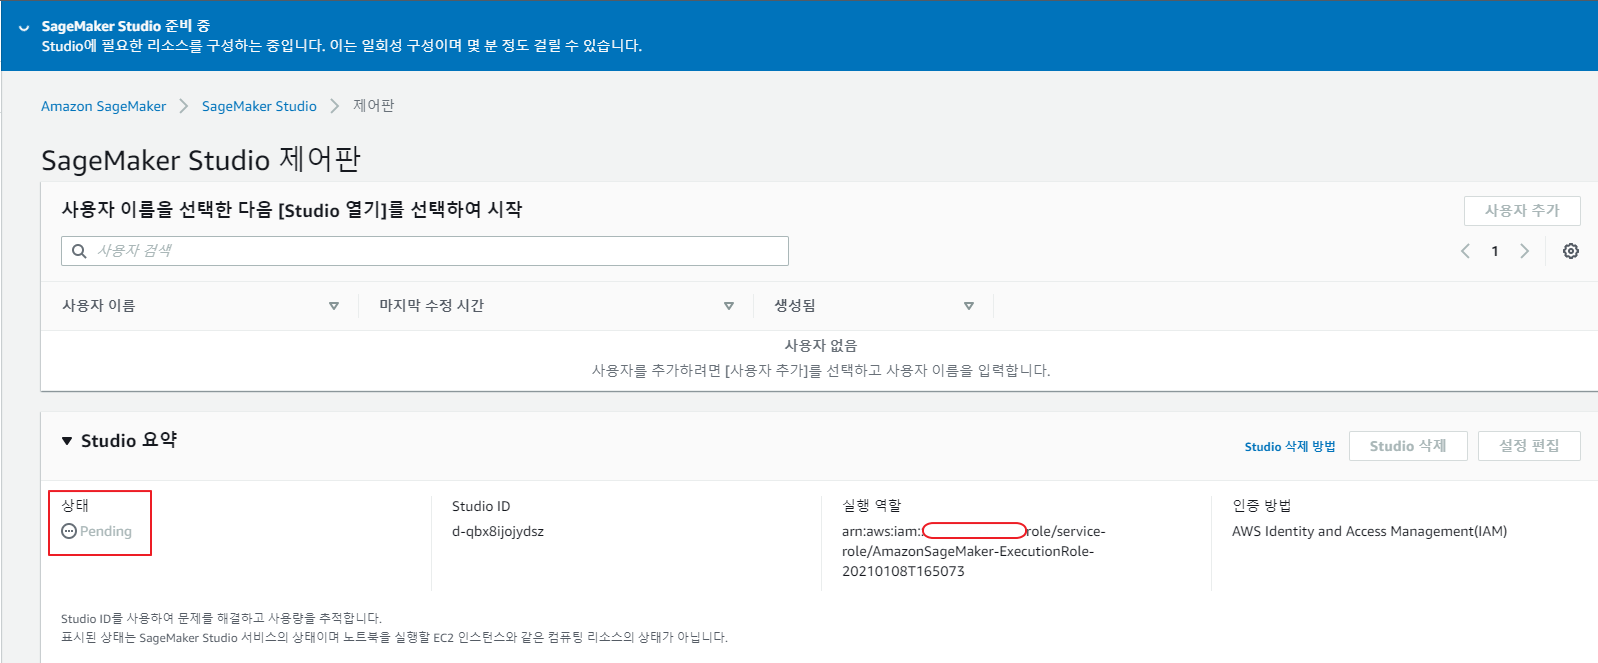 SageMaker Studio 준비 중
Studio에 필요한 리소스를 구성하는 중입니다. 이는 일회성 구성이며 몇 분 정도 걸릴 수 있습니다.
Amazon SageMaker > SageMaker Studio > 제어판
SageMaker Studio 제어판
사용자 이름을 선택한 다음 [Studio 열기]를 선택하여 시작
사용자 추가
사용자 검색
1
사용자 이름 마지막 수정 시간 생성됨
사용자 없음
사용자를 추가하려면 [사용자 추가]를 선택하고 사용자 이름을 입력합니다.
Studio 요약
Studio 삭제 방법 Studio 삭제 설정 편집
상태
Pending
Studio ID
d-qbx8ijojydsz
실행 역할
arn:aws:iam: role/service-
role/AmazonSageMaker-ExecutionRole-
20210108T165073
인증 방법
AWS Identity and Access Management(IAM)
Studio ID를 사용하여 문제를 해결하고 사용량을 추적합니다.
표시된 상태는 SageMaker Studio 서비스의 상태이며 노트북을 실행할 EC2 인스턴스와 같은 컴퓨팅 리소스의 상태가 아닙니다.